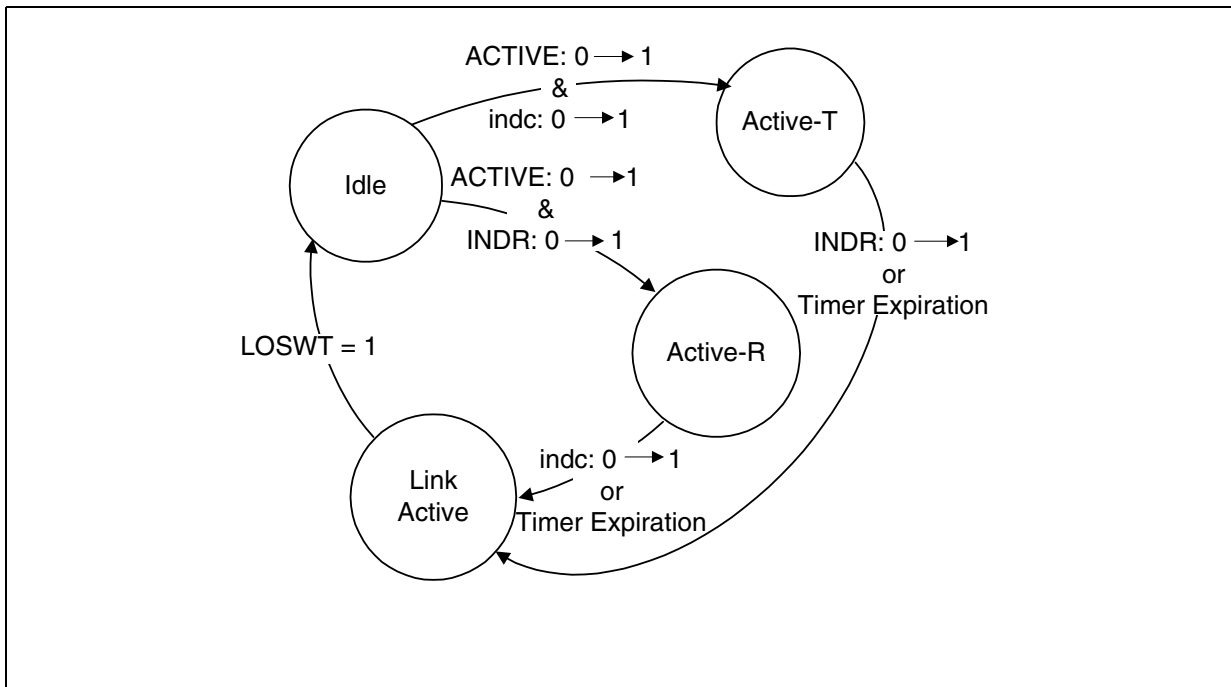 ACTIVE: 0 → 1
&
indc: 0 → 1
Active-T
Idle
ACTIVE: 0 → 1
&
INDR: 0 → 1
INDR: 0 → 1
or
Timer Expiration
LOSWT = 1
Active-R
indc: 0 → 1
or
Timer Expiration
Link
Active